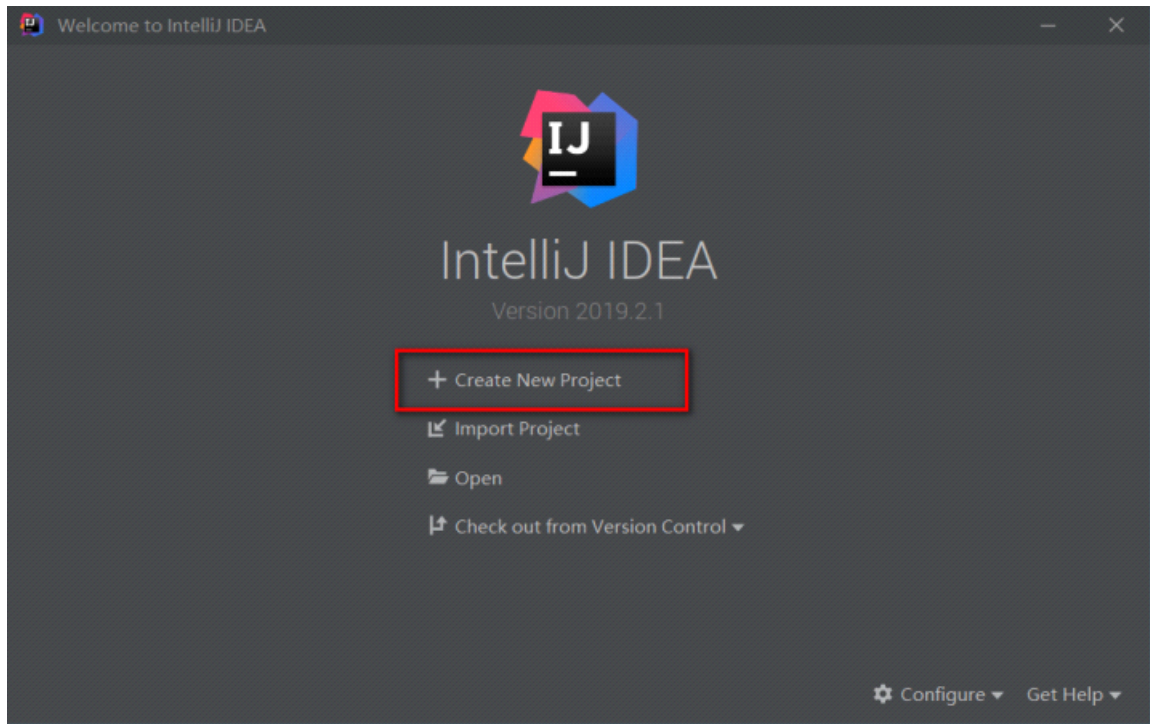 Welcome to IntelliJ IDEA
IJ
IntelliJ IDEA
Version 2019.2.1
Create New Project
Import Project
Open
Check out from Version Control
Configure Get Help